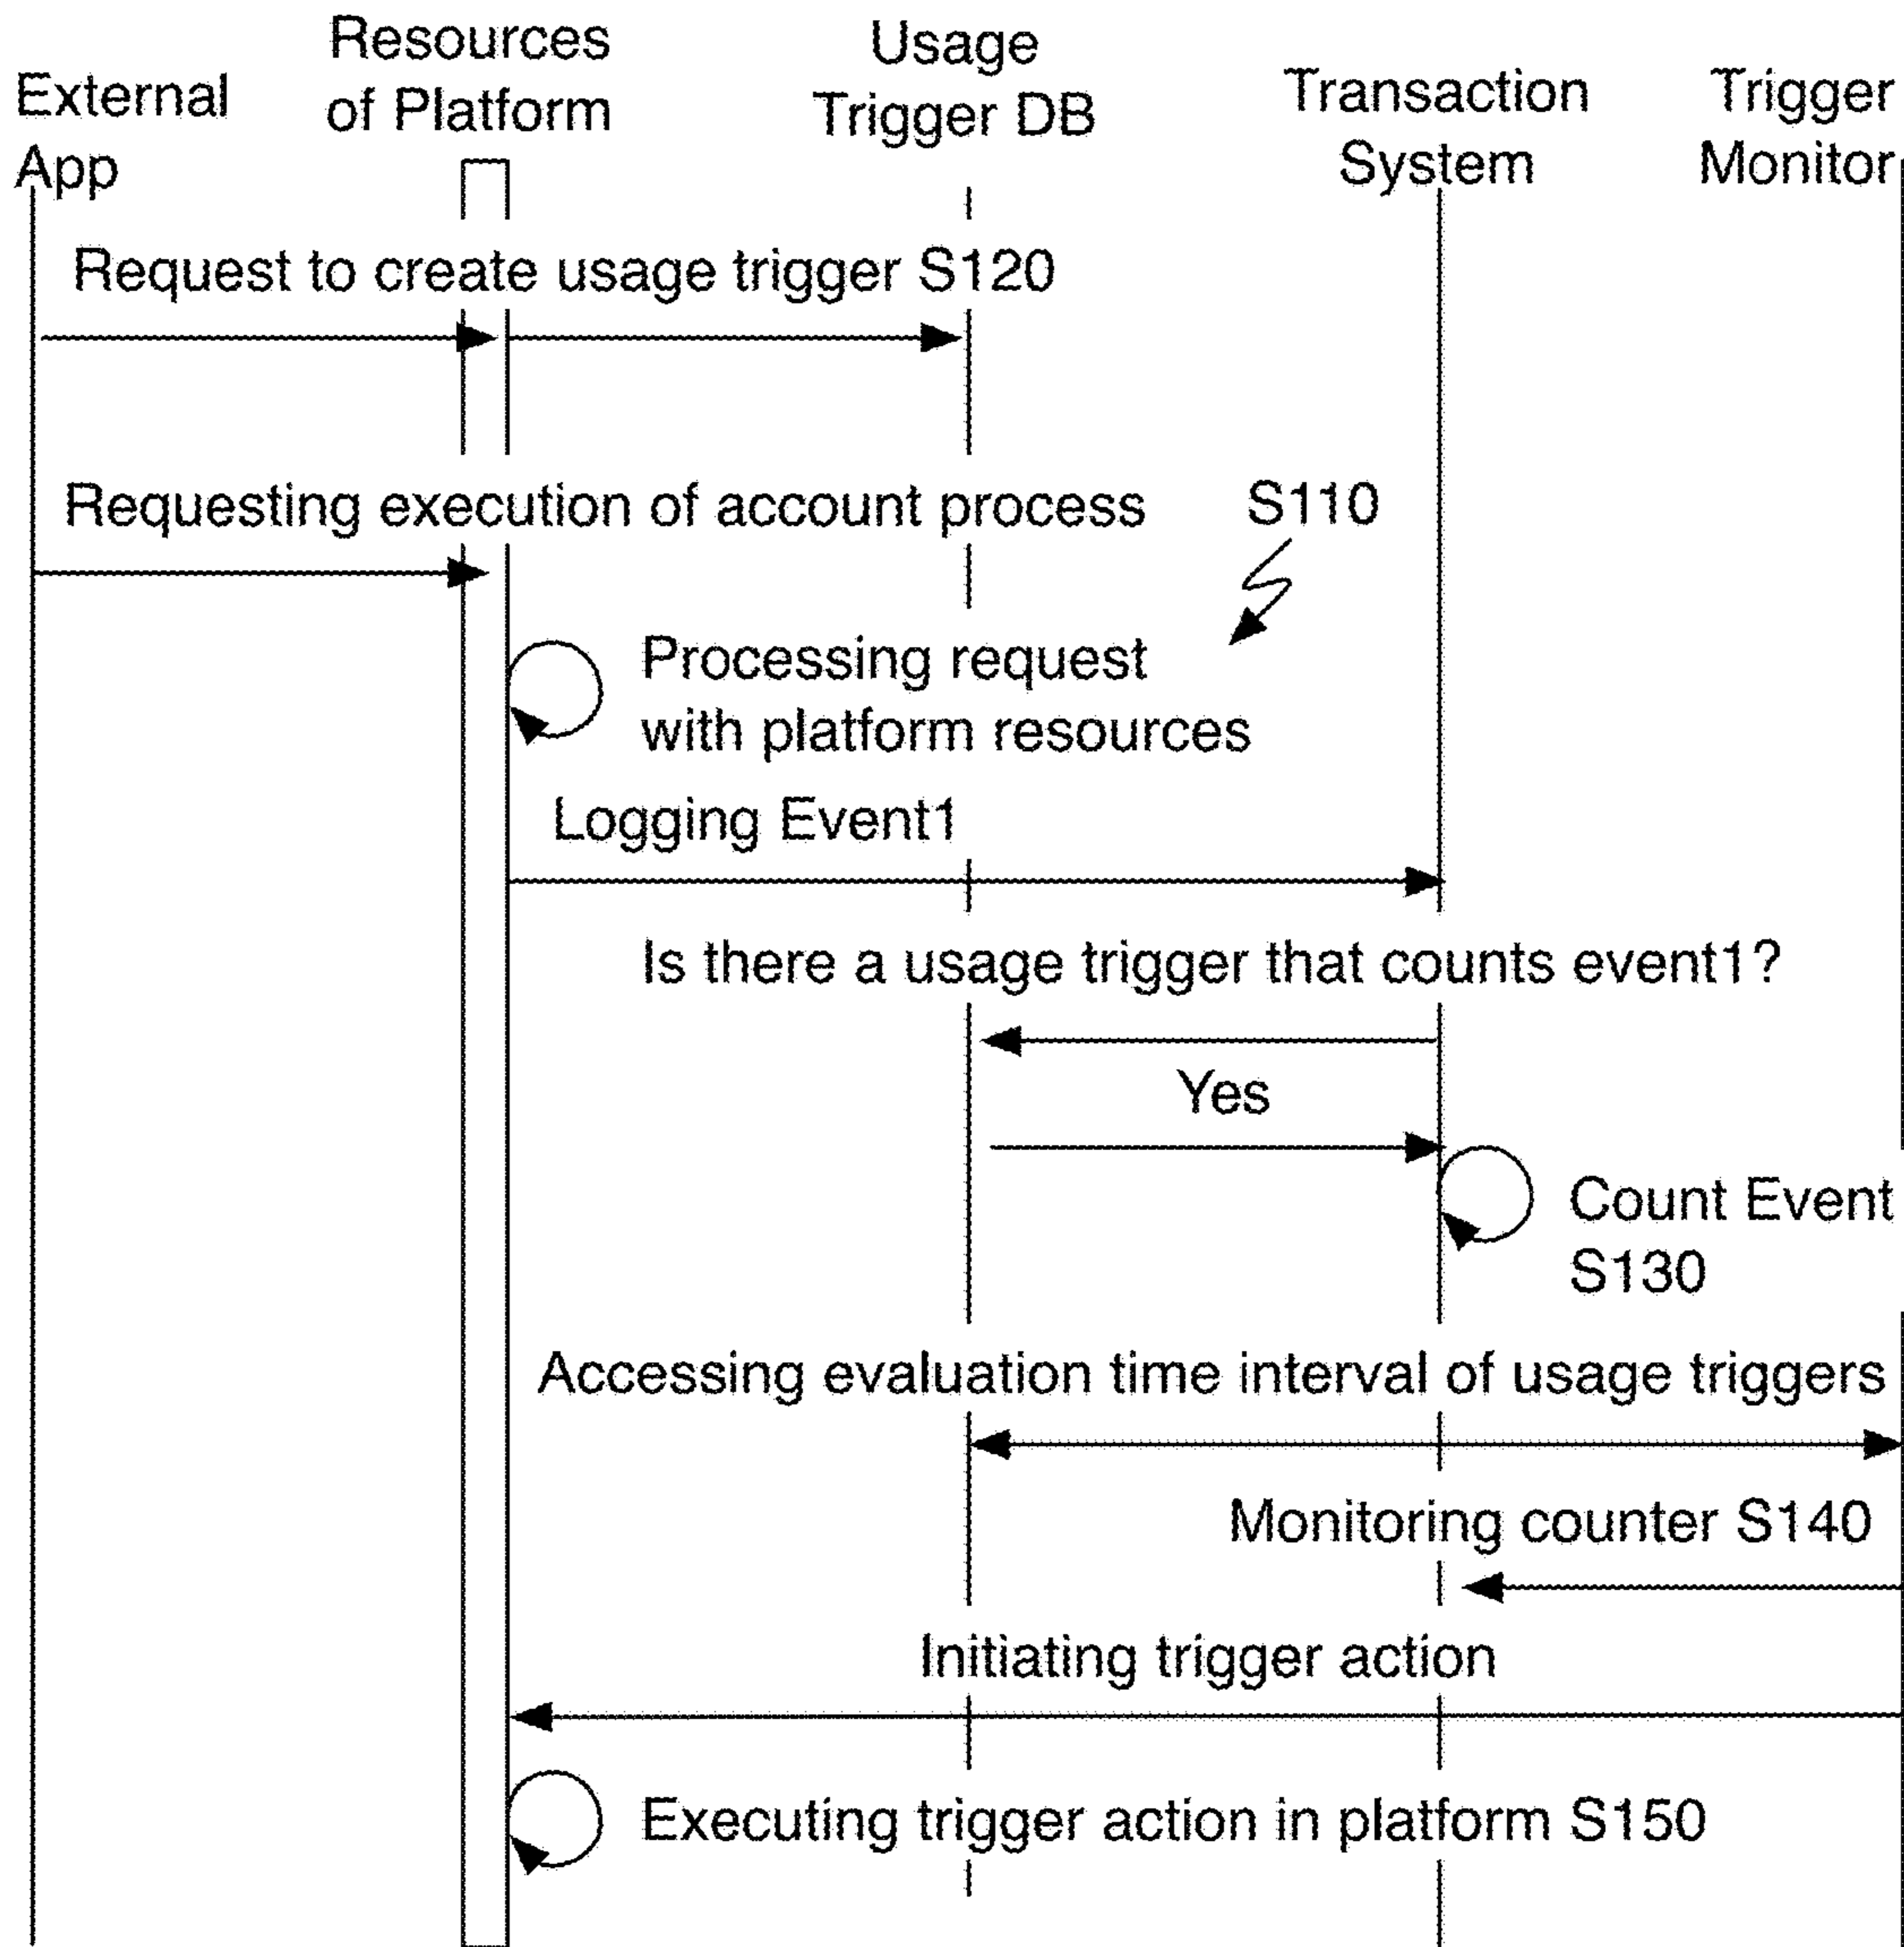 External
App
Resources
of Platform
Usage
Trigger DB
Transaction
System
Trigger
Monitor
Request to create usage trigger S120
Requesting execution of account process
S110
Processing request
with platform resources
Logging Event1
Is there a usage trigger that counts event1?
Yes
Count Event
S130
Accessing evaluation time interval of usage triggers
Monitoring counter S140
Initiating trigger action
Executing trigger action in platform S150